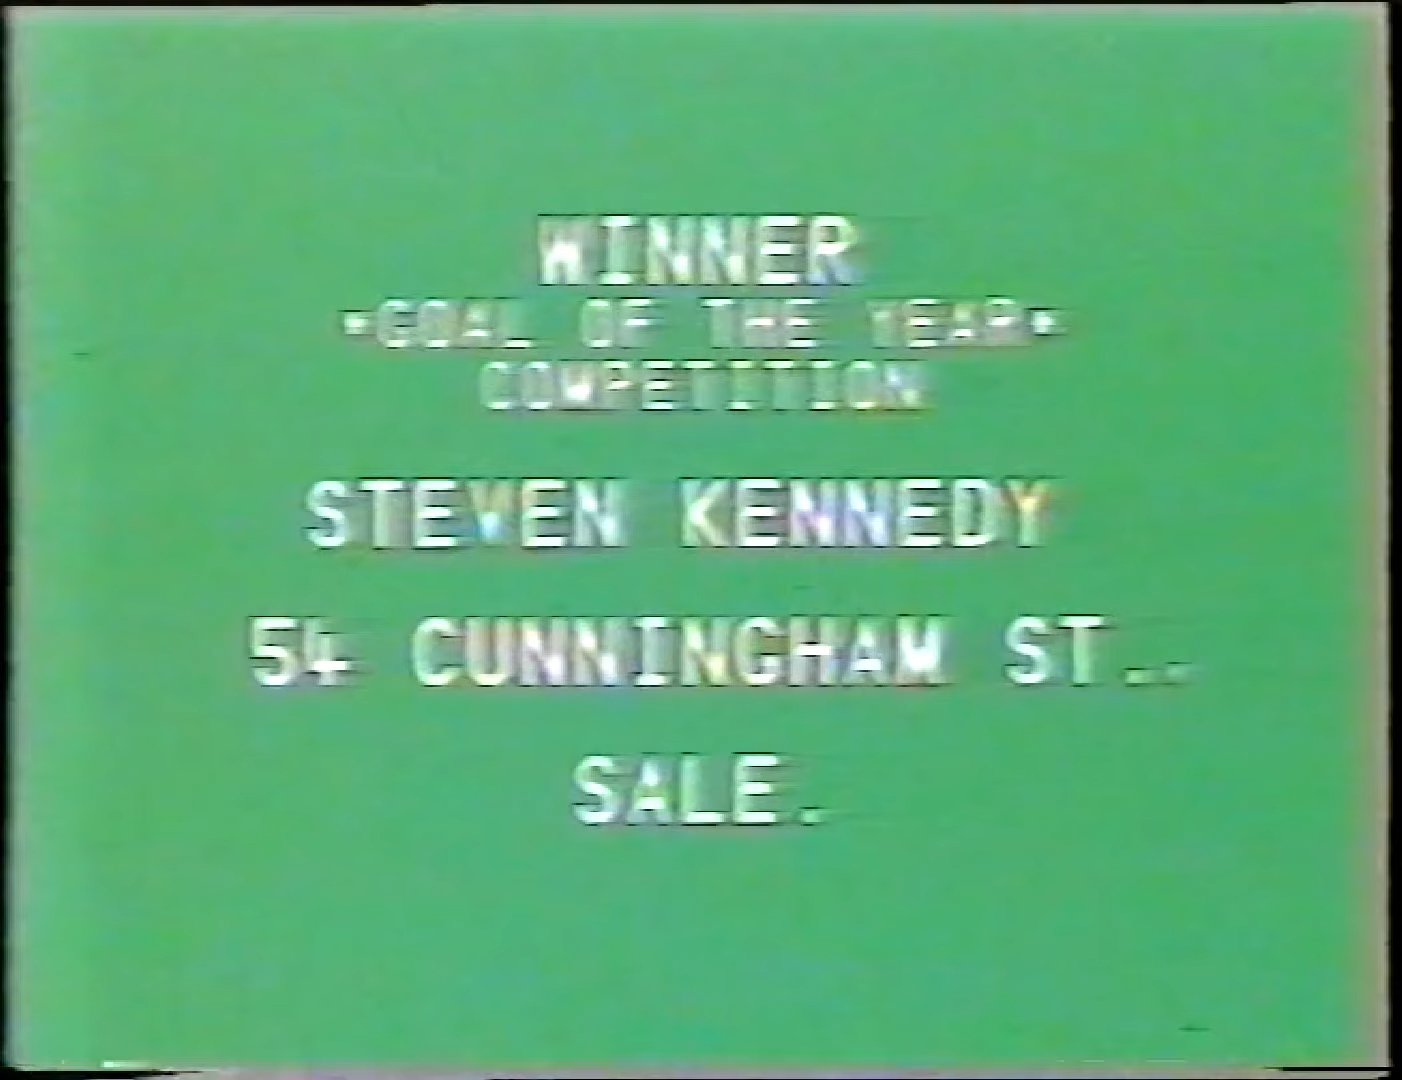 WINNER
*GOAL OF THE YEAR*
COMPETITION
STEVEN KENNEDY
54 CUNNINGHAM ST.,
SALE.